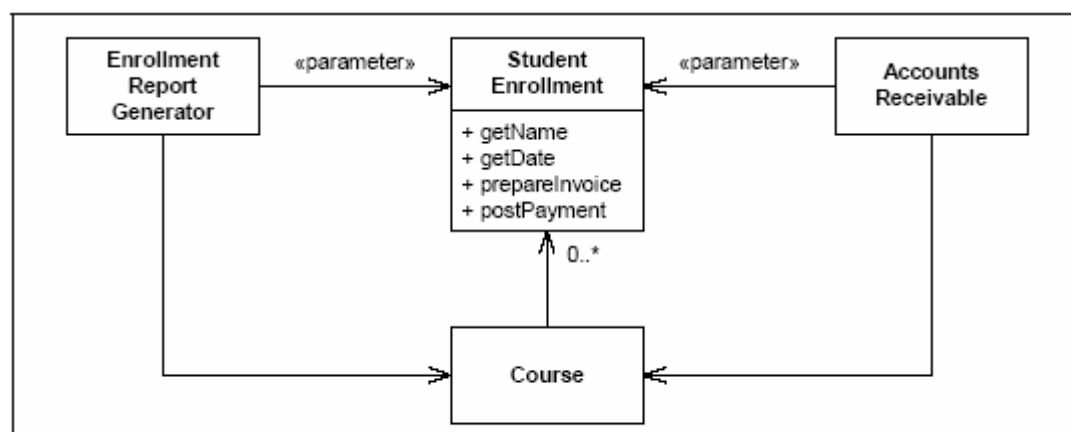 Enrollment
Report
Generator
«parameter»
Student
Enrollment
+ getName
+ getDate
+ prepareInvoice
+ postPayment
«parameter»
Accounts
Receivable
0..*
Course